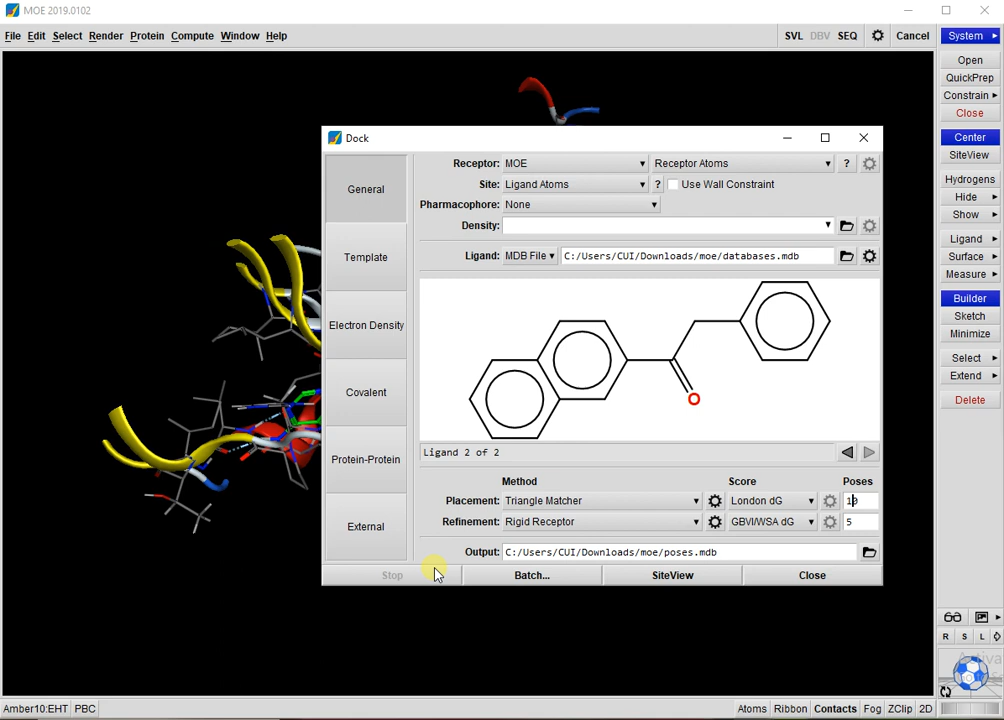 MOE 2019.0102
File Edit Select Render Protein Compute Window Help SVL DBV SEQ Cancel
System
Open
QuickPrep
Constrain
Close
Center
SiteView
Hydrogens
Hide
Show
Ligand
Surface
Measure
Builder
Sketch
Minimize
Select
Extend
Delete
Dock
General
Template
Electron Density
Covalent
Protein-Protein
External
Receptor: MOE Receptor Atoms ?
Site: Ligand Atoms ? Use Wall Constraint
Pharmacophore: None
Density:
Ligand: MDB File C:/Users/CUI/Downloads/moe/databases.mdb
O
Ligand 2 of 2
Method Score Poses
Placement: Triangle Matcher London dG 10
Refinement: Rigid Receptor GBVI/WSA dG 5
Output: C:/Users/CUI/Downloads/moe/poses.mdb
Stop Batch... SiteView Close
R S L
Amber10:EHT PBC Atoms Ribbon Contacts Fog ZClip 2D